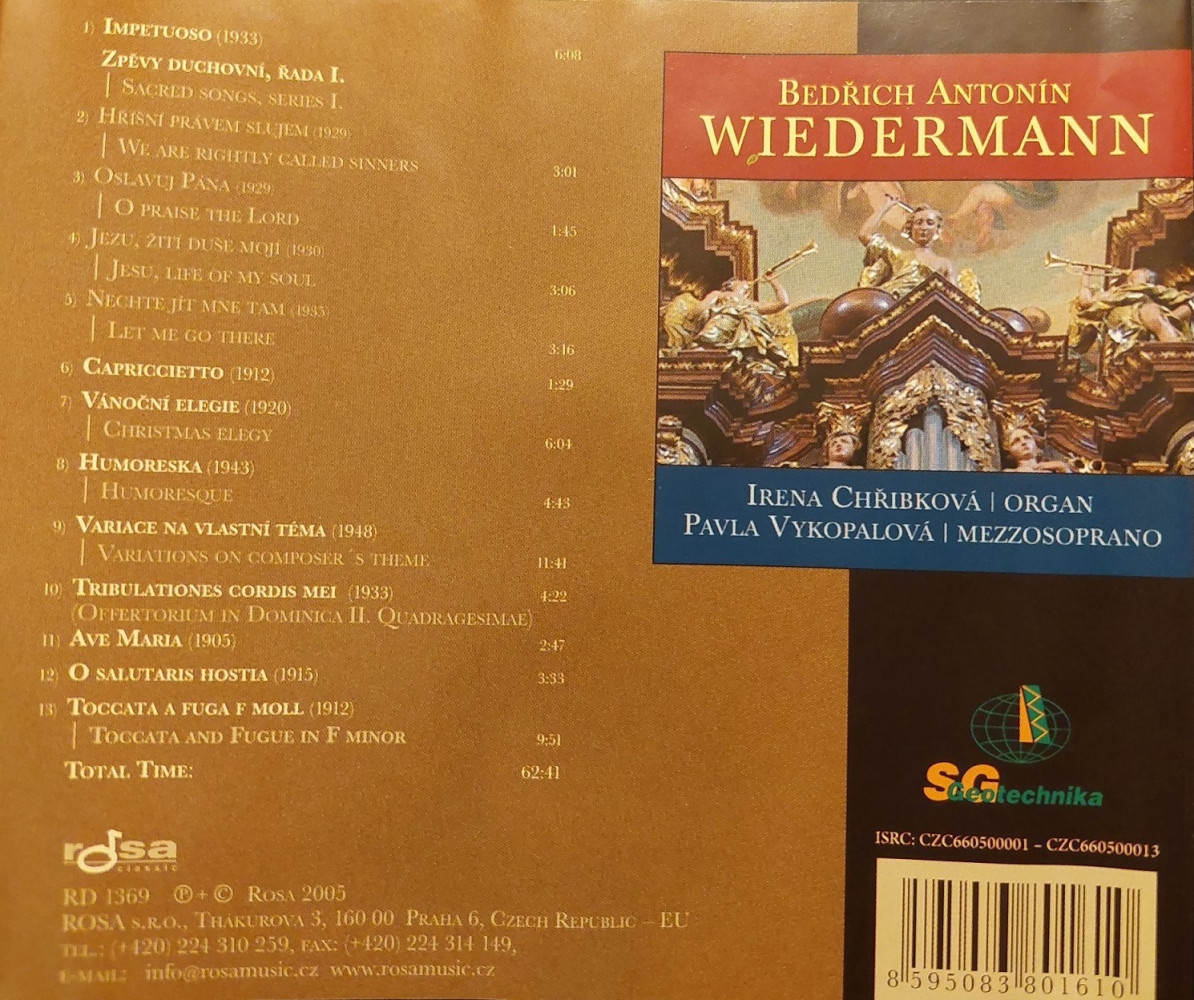 1) Impetuoso (1933) 6:08
Zpěvy duchovní, řada I.
Sacred songs, series I.
2) Hříšní právem slujem (1929)
We are rightly called sinners 3:01
3) Oslavuj Pána (1929)
O praise the Lord 1:45
4) Jezu, žití duše mojí (1930)
Jesu, life of my soul 3:06
5) Nechte jít mne tam (1935)
Let me go there 3:16
6) Capriccietto (1912) 1:29
7) Vánoční elegie (1920)
Christmas elegy 6:04
8) Humoreska (1943)
Humoresque 4:43
9) Variace na vlastní téma (1948)
Variations on composer´s theme 11:41
10) Tribulationes cordis mei (1933) 4:22
(Offertorium in Dominica II. Quadragesimae)
11) Ave Maria (1905) 2:47
12) O salutaris hostia (1915) 3:33
13) Toccata a fuga f moll (1912)
Toccata and Fugue in F minor 9:51
Total Time: 62:41
rosa
classic
RD 1369 ℗+© Rosa 2005
ROSA s.r.o., Thákurova 3, 160 00 Praha 6, Czech Republic – EU
tel.: (+420) 224 310 259, fax: (+420) 224 314 149,
e-mail: info@rosamusic.cz www.rosamusic.cz
Bedřich Antonín
Wiedermann
Irena Chřibková | organ
Pavla Vykopalová | mezzosoprano
SG
Geotechnika
ISRC: CZC660500001 – CZC660500013
8 595083 801610